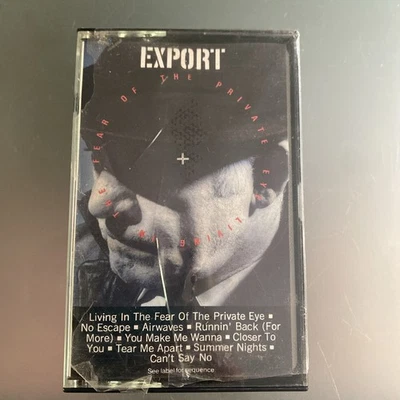 EXPORT
LIVING IN THE FEAR OF THE PRIVATE EYE
Living In The Fear Of The Private Eye ■
No Escape ■ Airwaves ■ Runnin' Back (For
More) ■ You Make Me Wanna ■ Closer To
You ■ Tear Me Apart ■ Summer Nights ■
Can't Say No
See label for sequence